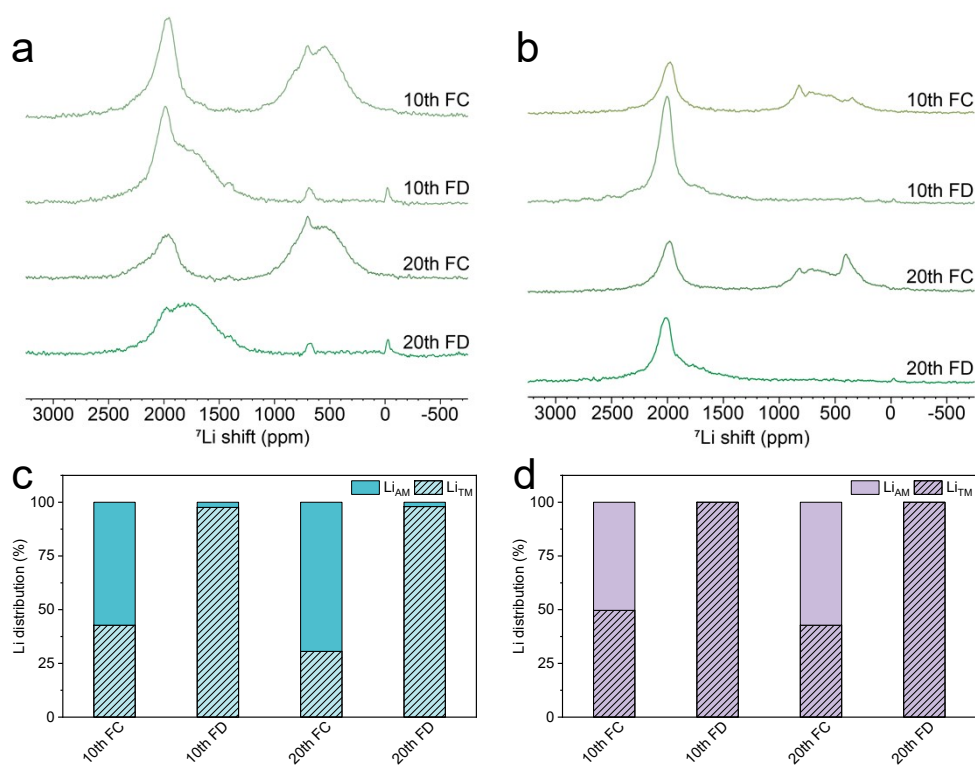 a
10th FC
10th FD
20th FC
20th FD
3000 2500 2000 1500 1000 500 0 -500
⁷Li shift (ppm)
b
10th FC
10th FD
20th FC
20th FD
3000 2500 2000 1500 1000 500 0 -500
⁷Li shift (ppm)
c
Li_AM Li_TM
100
75
50
25
0
Li distribution (%)
10th FC
10th FD
20th FC
20th FD
d
Li_AM Li_TM
100
75
50
25
0
Li distribution (%)
10th FC
10th FD
20th FC
20th FD